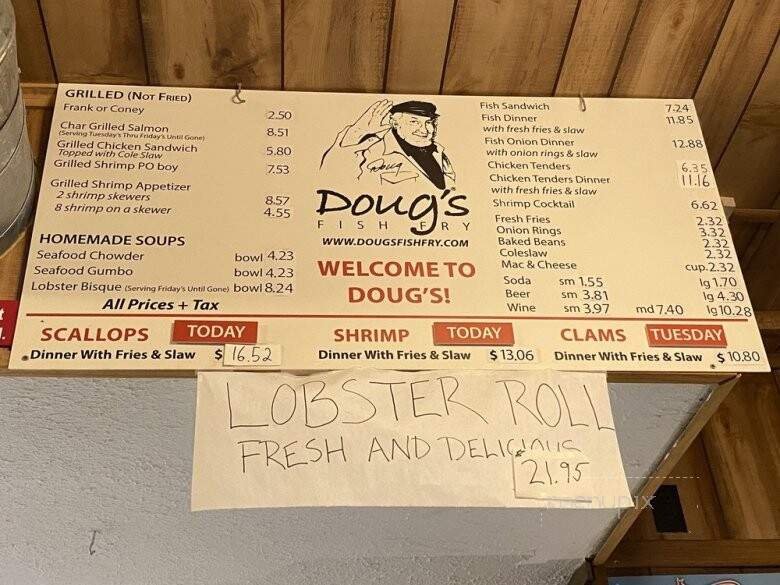 GRILLED (NOT FRIED)
Frank or Coney 2.50
Char Grilled Salmon 8.51
(Serving Tuesday's Thru Friday's Until Gone)
Grilled Chicken Sandwich 5.80
Topped with Cole Slaw
Grilled Shrimp PO boy 7.53
Grilled Shrimp Appetizer
2 shrimp skewers 8.57
8 shrimp on a skewer 4.55
HOMEMADE SOUPS
Seafood Chowder bowl 4.23
Seafood Gumbo bowl 4.23
Lobster Bisque (Serving Friday's Until Gone) bowl 8.24
All Prices + Tax
Doug
Doug's
FISH FRY
WWW.DOUGSFISHFRY.COM
WELCOME TO
DOUG'S!
Fish Sandwich 7.24
Fish Dinner 11.85
with fresh fries & slaw
Fish Onion Dinner 12.88
with onion rings & slaw
Chicken Tenders 6.35
Chicken Tenders Dinner 11.16
with fresh fries & slaw
Shrimp Cocktail 6.62
Fresh Fries 2.32
Onion Rings 3.32
Baked Beans 2.32
Coleslaw 2.32
Mac & Cheese cup.2.32
Soda sm 1.55 lg 1.70
Beer sm 3.81 lg 4.30
Wine sm 3.97 md 7.40 lg 10.28
SCALLOPS TODAY
Dinner With Fries & Slaw $ 16.52
SHRIMP TODAY
Dinner With Fries & Slaw $ 13.06
CLAMS TUESDAY
Dinner With Fries & Slaw $ 10.80
LOBSTER ROLL
FRESH AND DELICIOUS
$21.95
menupix